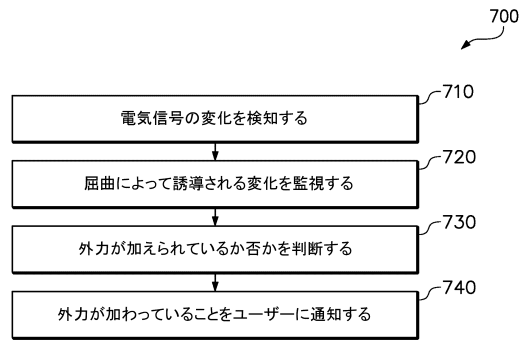 700
710
電気信号の変化を検知する
720
屈曲によって誘導される変化を監視する
730
外力が加えられているか否かを判断する
740
外力が加わっていることをユーザーに通知する